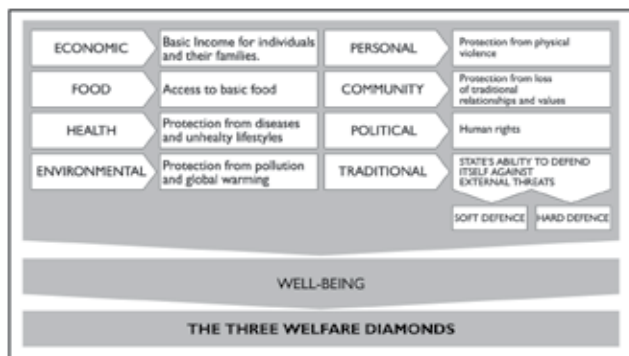 ECONOMIC
Basic Income for individuals
and their families.
PERSONAL
Protection from physical
violence
FOOD
Access to basic food
COMMUNITY
Protection from loss
of traditional
relationships and values
HEALTH
Protection from diseases
and unhealty lifestyles
POLITICAL
Human rights
ENVIRONMENTAL
Protection from pollution
and global warming
TRADITIONAL
STATE'S ABILITY TO DEFEND
ITSELF AGAINST
EXTERNAL THREATS
SOFT DEFENCE
HARD DEFENCE
WELL-BEING
THE THREE WELFARE DIAMONDS